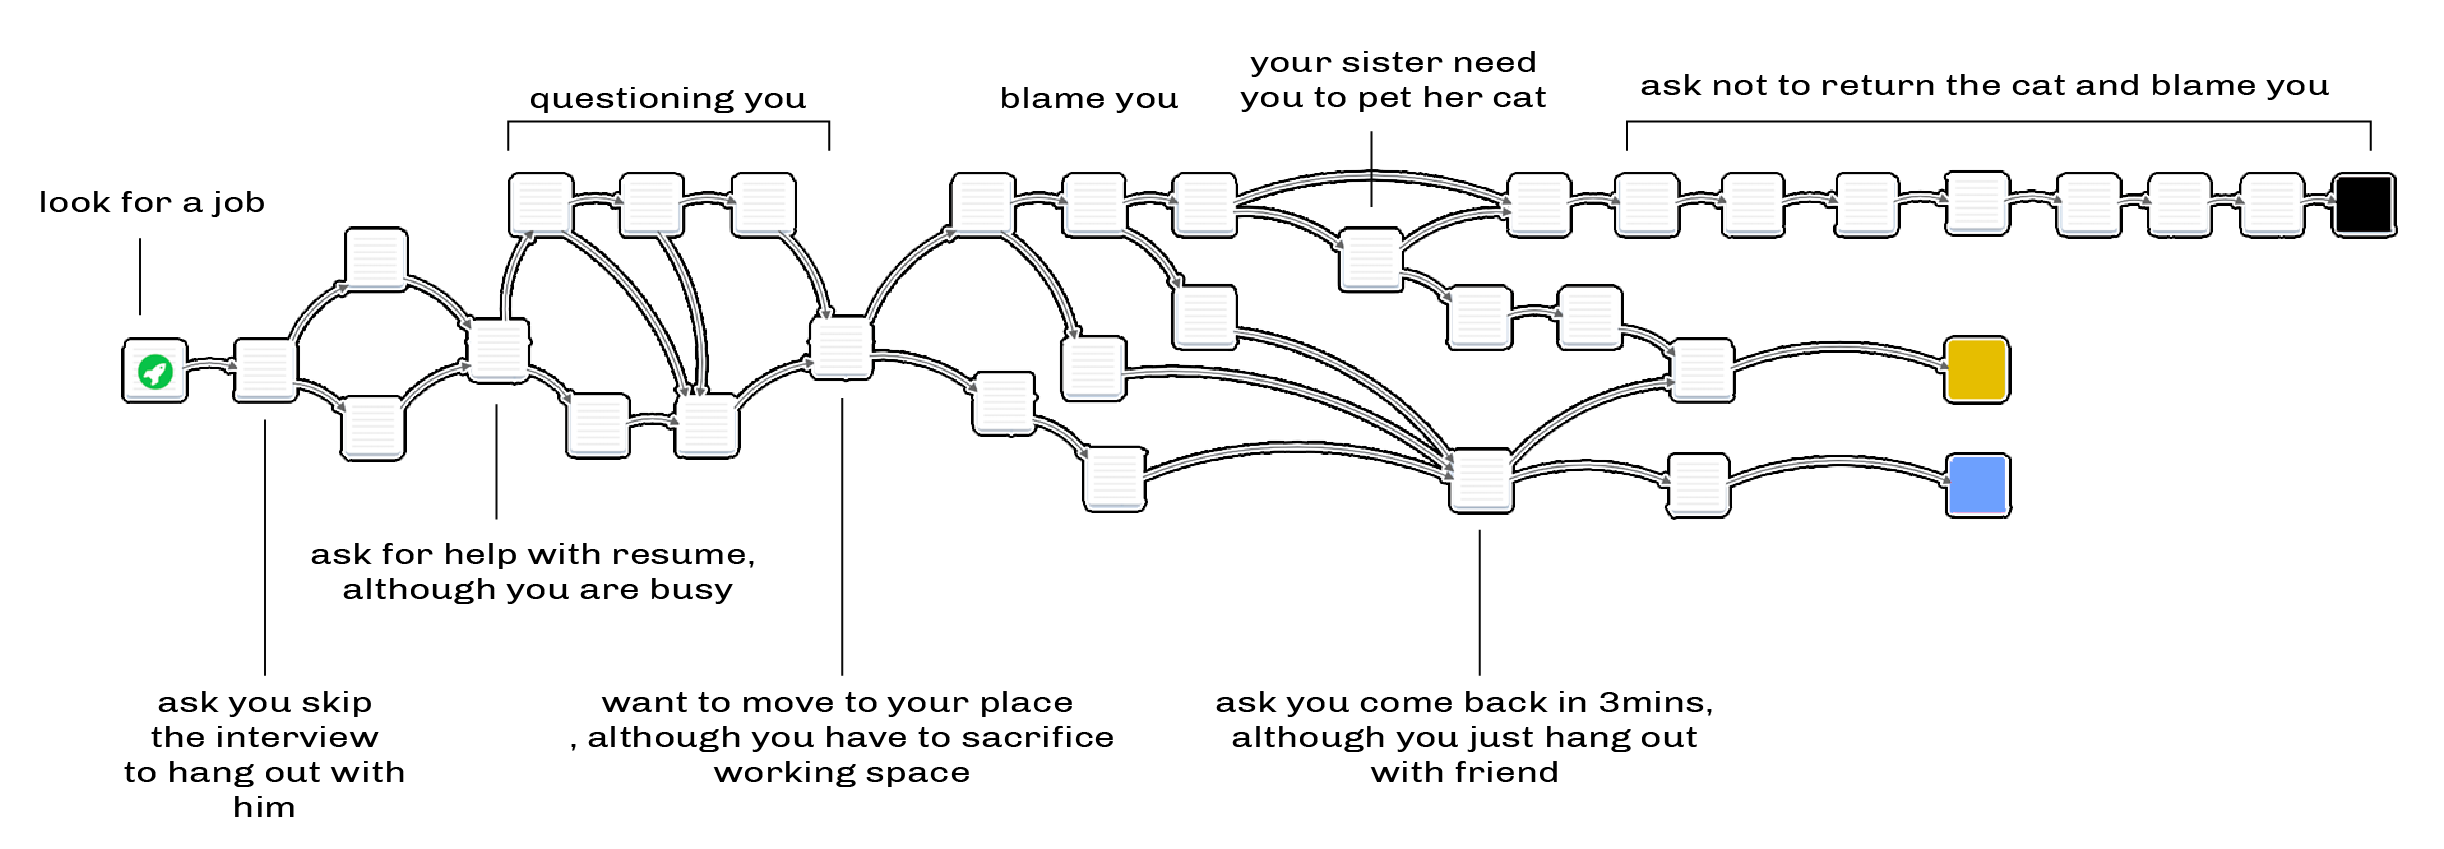 your sister need
you to pet her cat
ask not to return the cat and blame you
questioning you
blame you
look for a job
ask for help with resume,
although you are busy
ask you skip
the interview
to hang out with
him
want to move to your place
, although you have to sacrifice
working space
ask you come back in 3mins,
although you just hang out
with friend